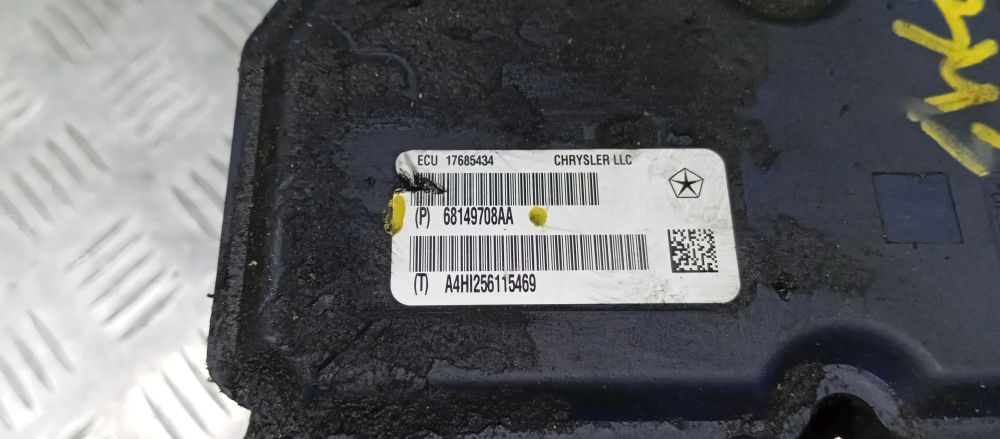 ECU 17685434 CHRYSLER LLC
(P) 68149708AA
(T) A4HI256115469